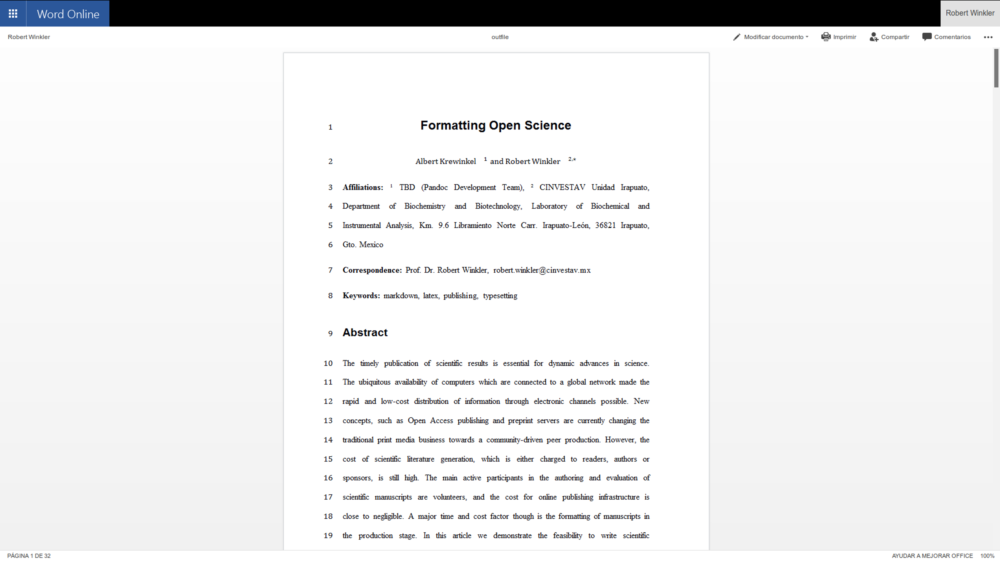 Word Online
Robert Winkler
Robert Winkler
outfile
Modificar documento
Imprimir
Compartir
Comentarios
1 Formatting Open Science
2 Albert Krewinkel ¹ and Robert Winkler ²,*
3 Affiliations: ¹ TBD (Pandoc Development Team), ² CINVESTAV Unidad Irapuato,
4 Department of Biochemistry and Biotechnology, Laboratory of Biochemical and
5 Instrumental Analysis, Km. 9.6 Libramiento Norte Carr. Irapuato-León, 36821 Irapuato,
6 Gto. Mexico
7 Correspondence: Prof. Dr. Robert Winkler, robert.winkler@cinvestav.mx
8 Keywords: markdown, latex, publishing, typesetting
9 Abstract
10 The timely publication of scientific results is essential for dynamic advances in science.
11 The ubiquitous availability of computers which are connected to a global network made the
12 rapid and low-cost distribution of information through electronic channels possible. New
13 concepts, such as Open Access publishing and preprint servers are currently changing the
14 traditional print media business towards a community-driven peer production. However, the
15 cost of scientific literature generation, which is either charged to readers, authors or
16 sponsors, is still high. The main active participants in the authoring and evaluation of
17 scientific manuscripts are volunteers, and the cost for online publishing infrastructure is
18 close to negligible. A major time and cost factor though is the formatting of manuscripts in
19 the production stage. In this article we demonstrate the feasibility to write scientific
PÁGINA 1 DE 32
AYUDAR A MEJORAR OFFICE
100%